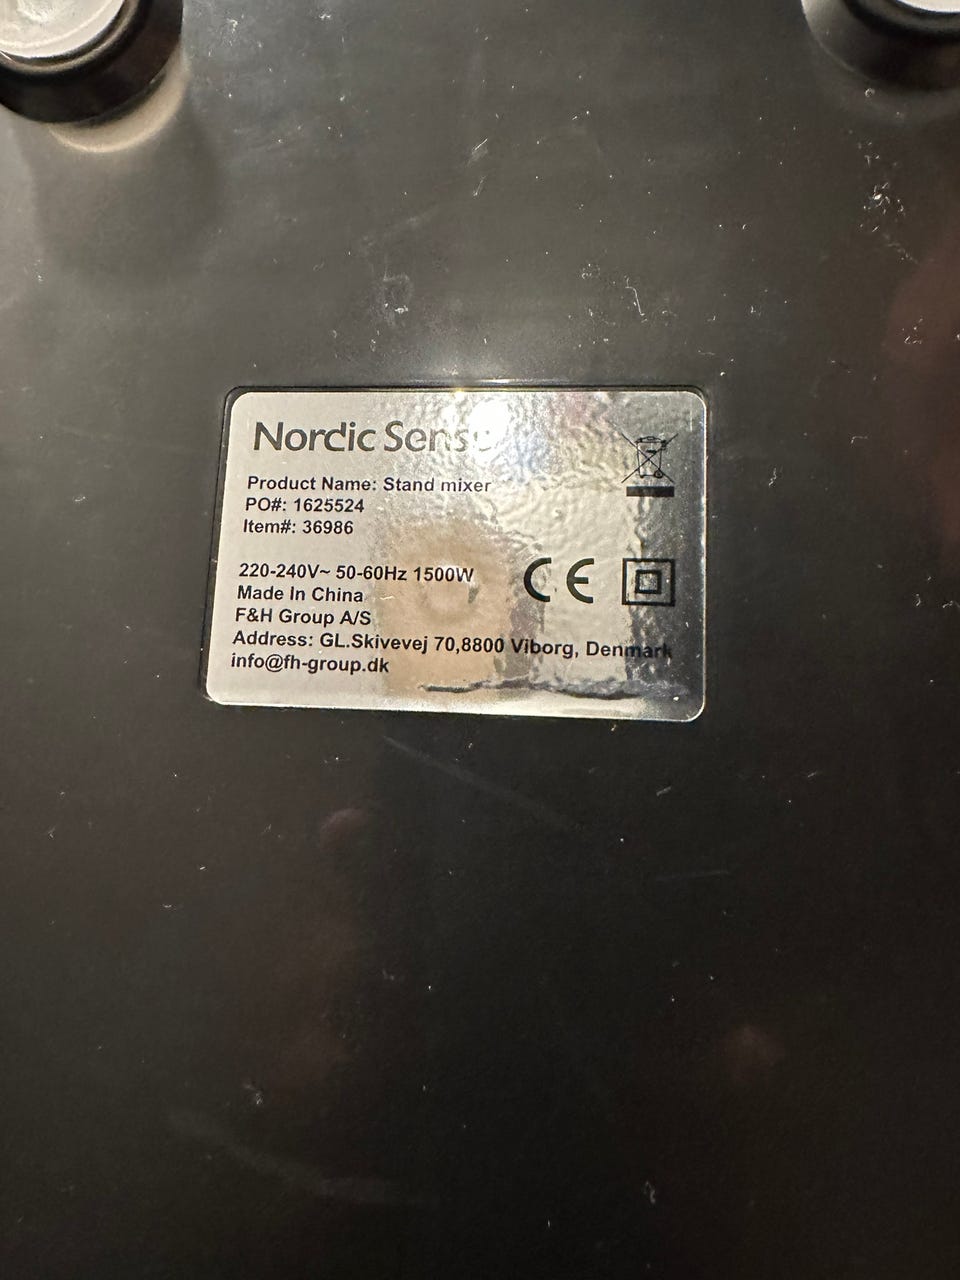 Nordic Sense
Product Name: Stand mixer
PO#: 1625524
Item#: 36986
220-240V~ 50-60Hz 1500W
Made In China
F&H Group A/S
Address: GL.Skivevej 70,8800 Viborg, Denmark
info@fh-group.dk
CE